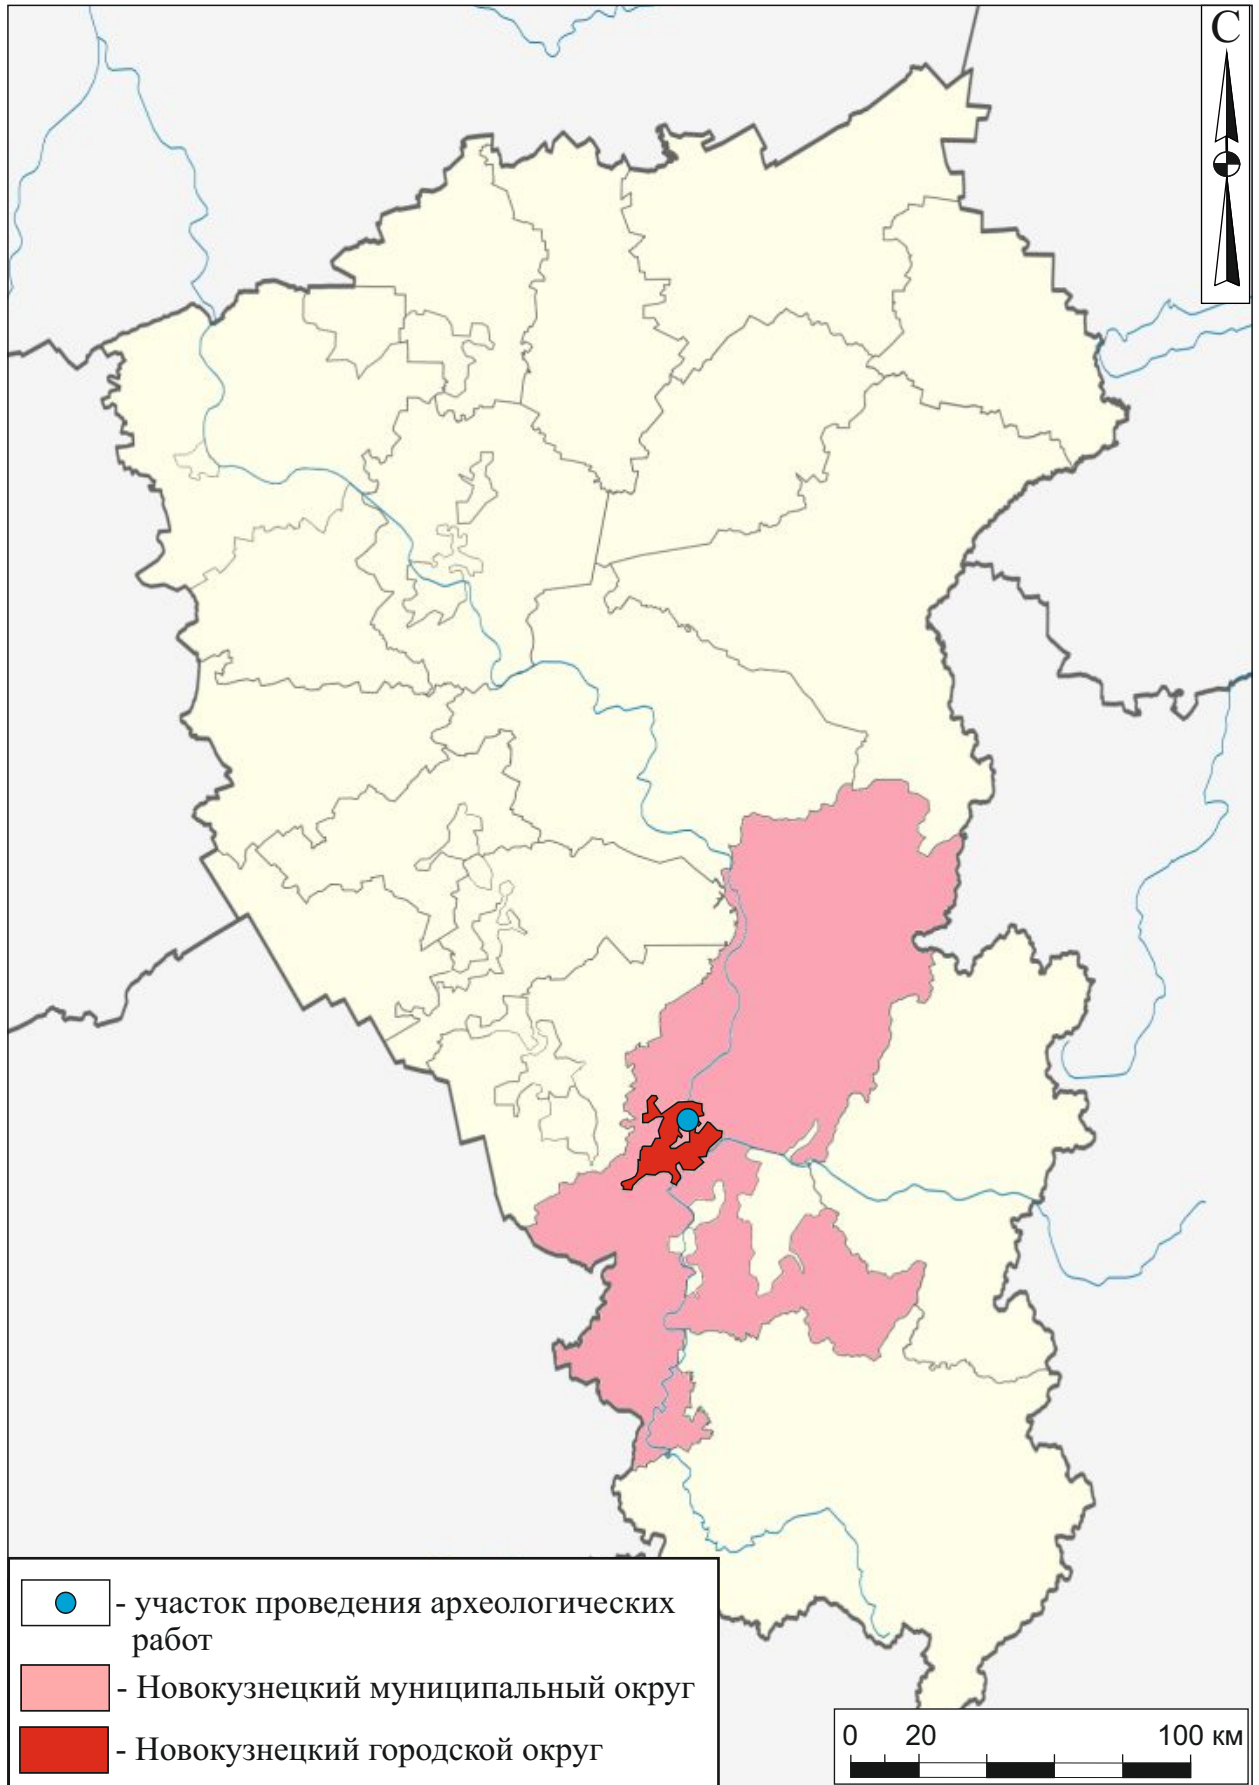 С
- участок проведения археологических
работ
- Новокузнецкий муниципальный округ
- Новокузнецкий городской округ
0 20 100 км